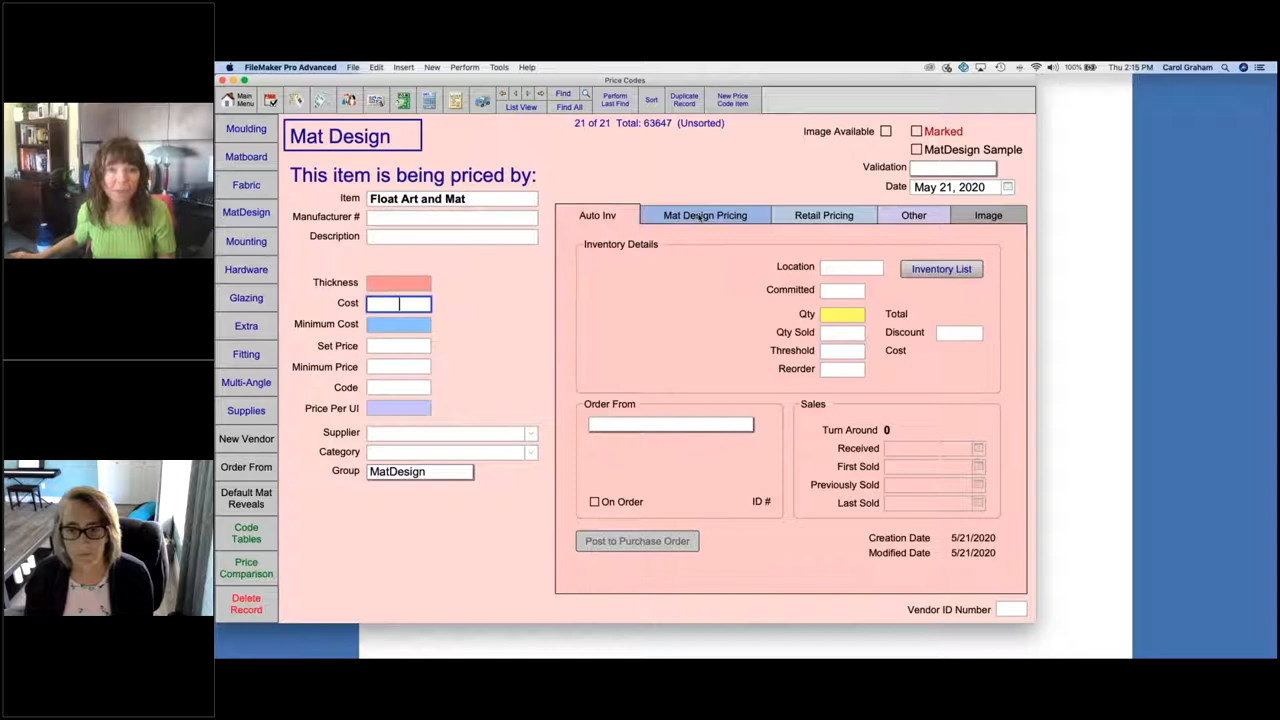 FileMaker Pro Advanced File Edit Insert New Perform Tools Help
100% Thu 2:15 PM Carol Graham
Price Codes
Main Menu
Find
List View Find All
Perform Last Find
Sort
Duplicate Record
New Price Code Item
Moulding
Matboard
Fabric
MatDesign
Mounting
Hardware
Glazing
Extra
Fitting
Multi-Angle
Supplies
New Vendor
Order From
Default Mat Reveals
Code Tables
Price Comparison
Delete Record
Mat Design
21 of 21 Total: 63647 (Unsorted)
This item is being priced by:
Item Float Art and Mat
Manufacturer #
Description
Thickness
Cost
Minimum Cost
Set Price
Minimum Price
Code
Price Per UI
Supplier
Category
Group MatDesign
Image Available Marked
MatDesign Sample
Validation
Date May 21, 2020
Auto Inv Mat Design Pricing Retail Pricing Other Image
Inventory Details
Location Inventory List
Committed
Qty Total
Qty Sold Discount
Threshold Cost
Reorder
Order From
On Order ID #
Sales
Turn Around 0
Received
First Sold
Previously Sold
Last Sold
Post to Purchase Order
Creation Date 5/21/2020
Modified Date 5/21/2020
Vendor ID Number